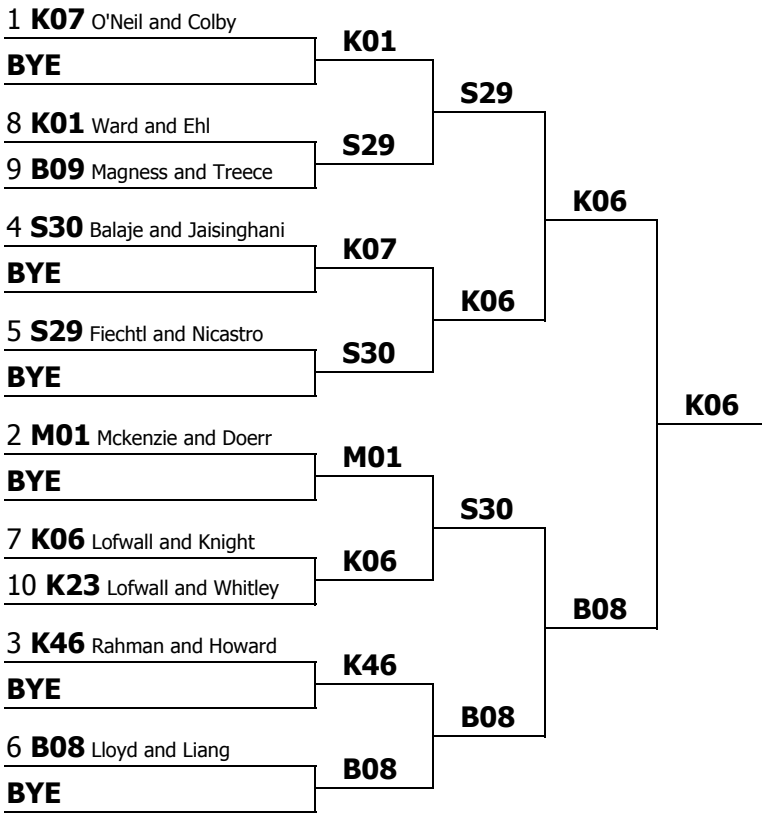 1 K07 O'Neil and Colby
BYE
8 K01 Ward and Ehl
9 B09 Magness and Treece
4 S30 Balaje and Jaisinghani
BYE
5 S29 Fiechtl and Nicastro
BYE
2 M01 Mckenzie and Doerr
BYE
7 K06 Lofwall and Knight
10 K23 Lofwall and Whitley
3 K46 Rahman and Howard
BYE
6 B08 Lloyd and Liang
BYE
K01
S29
K07
S30
M01
K06
K46
B08
S29
K06
S30
B08
K06
B08
K06